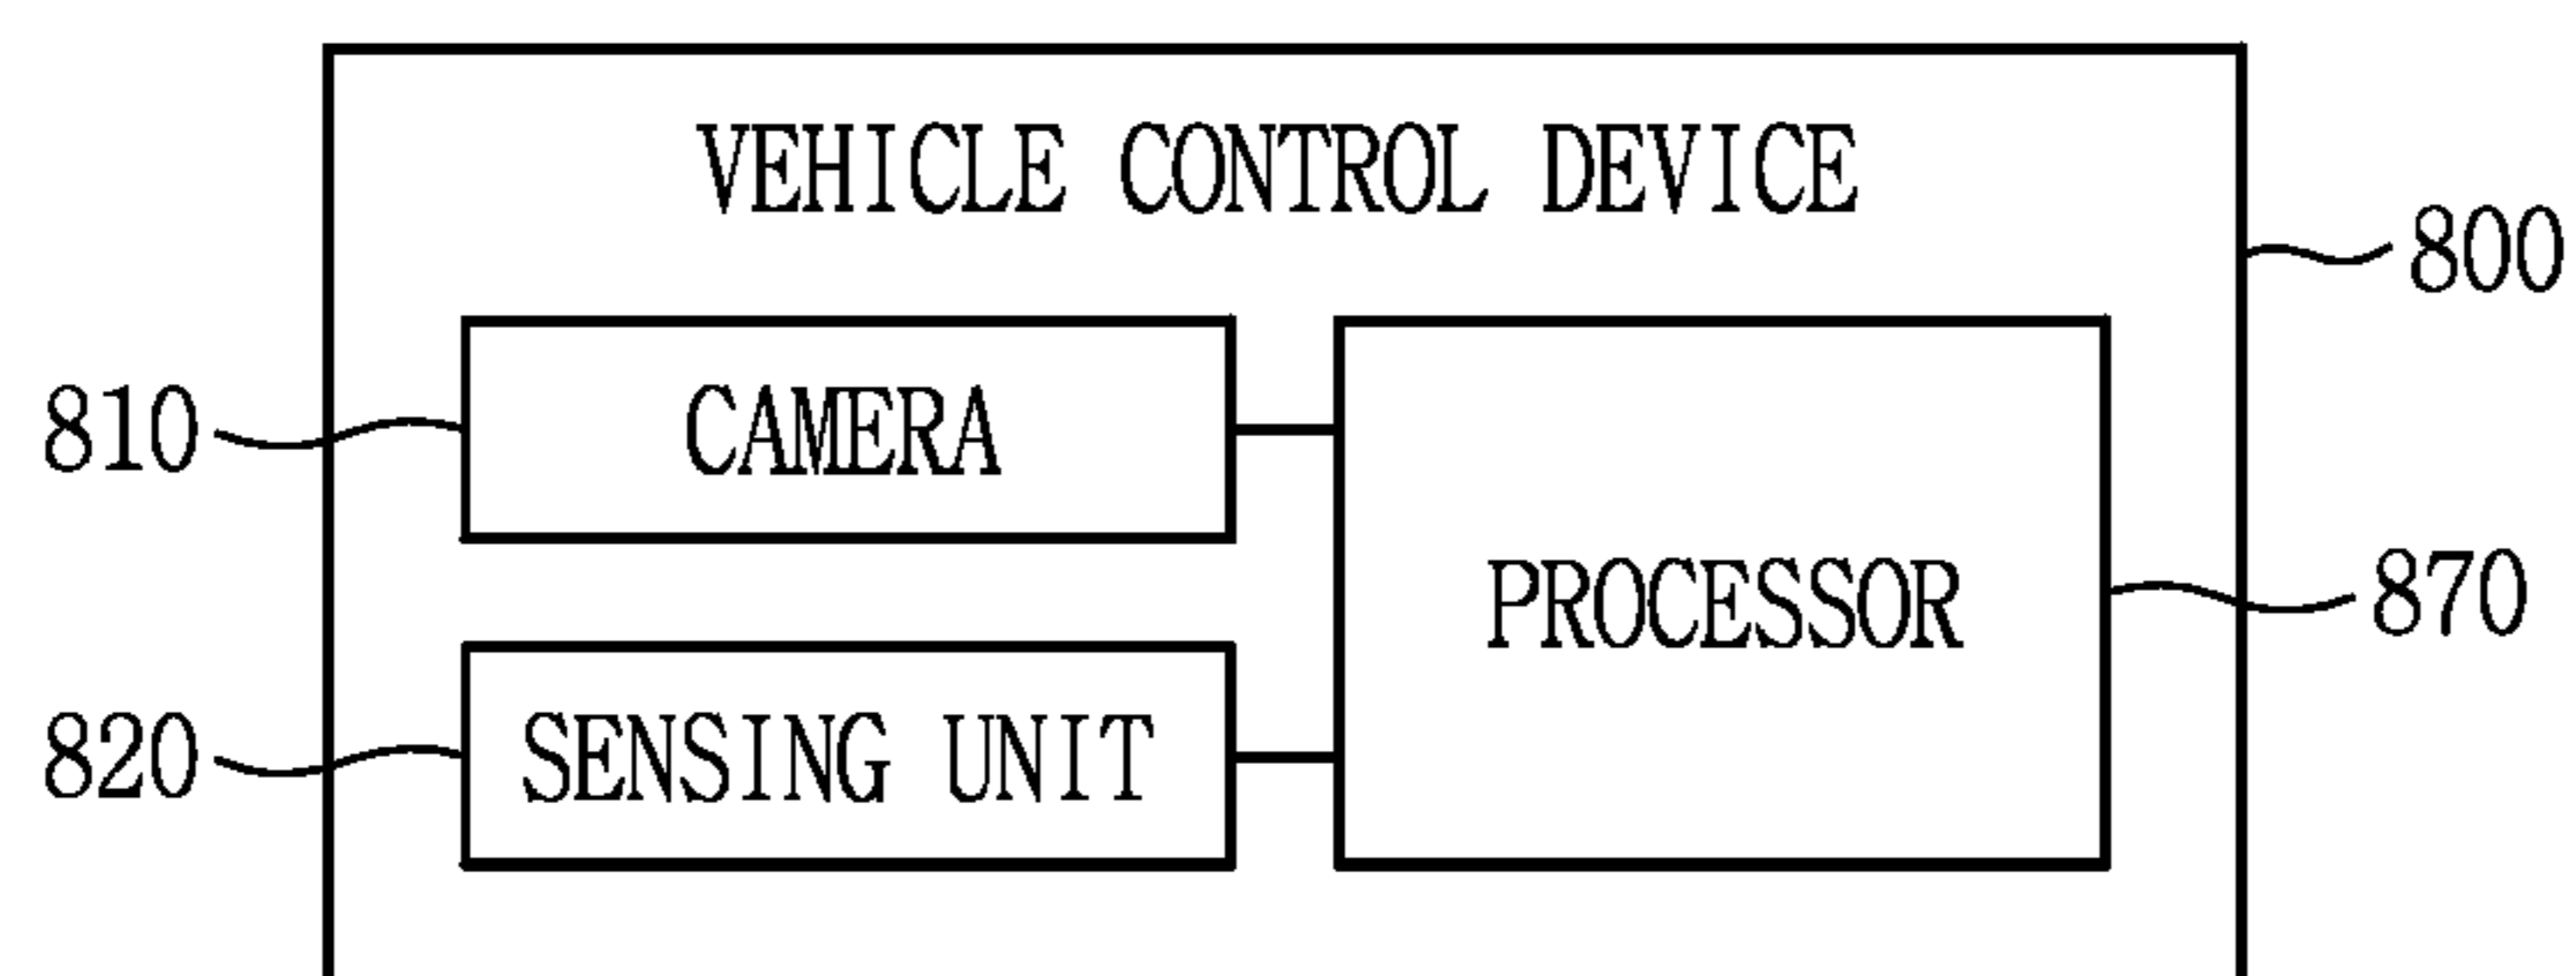 VEHICLE CONTROL DEVICE
800
810
CAMERA
PROCESSOR
870
820
SENSING UNIT